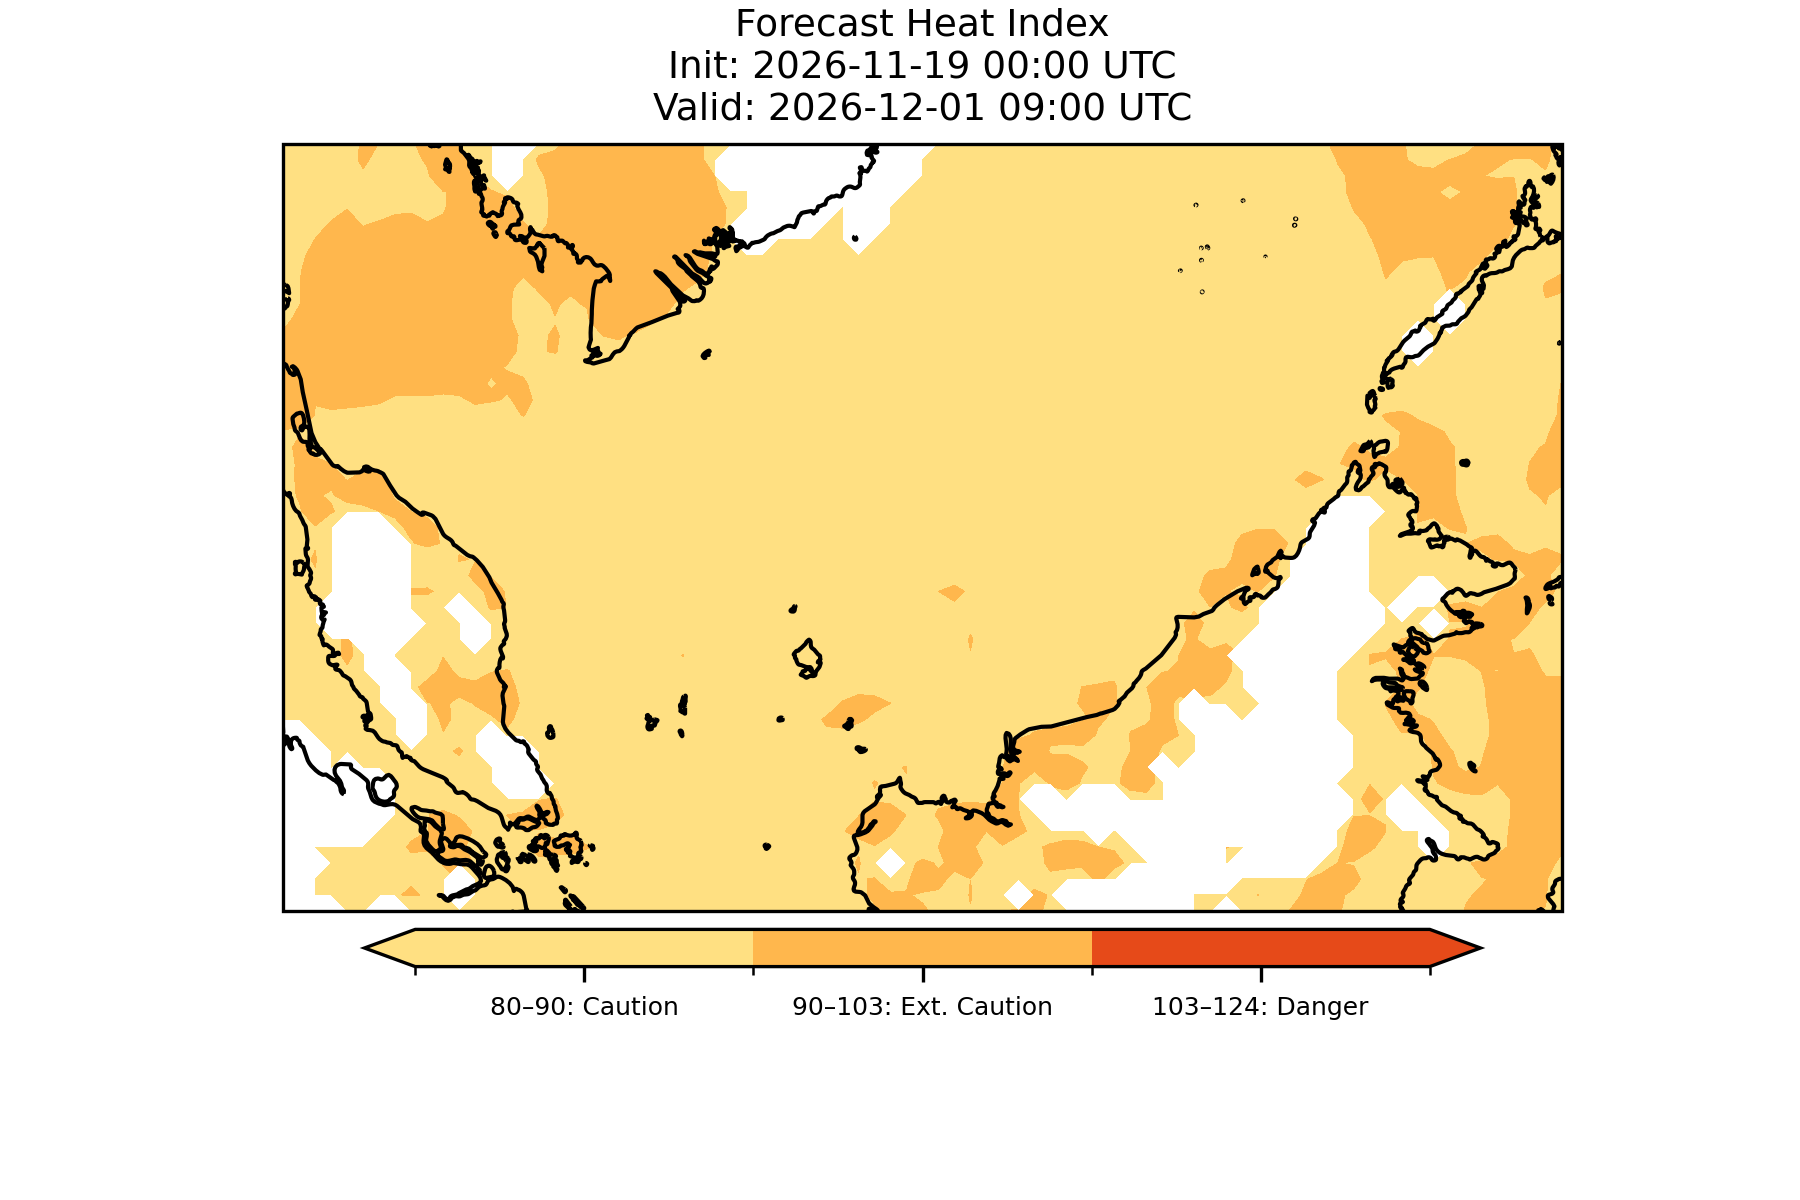 Forecast Heat Index
Init: 2026-11-19 00:00 UTC
Valid: 2026-12-01 09:00 UTC
80–90: Caution
90–103: Ext. Caution
103–124: Danger